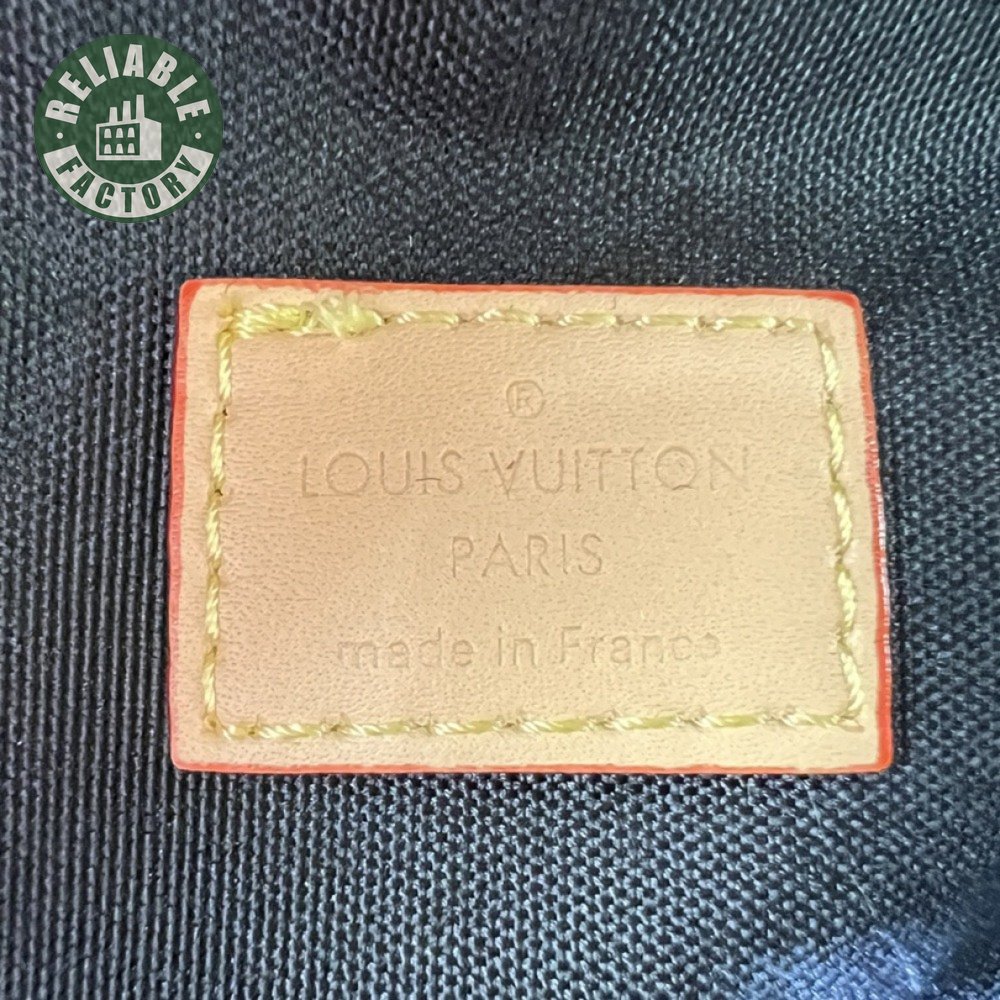 RELIABLE
FACTORY
®
LOUIS VUITTON
PARIS
made in France